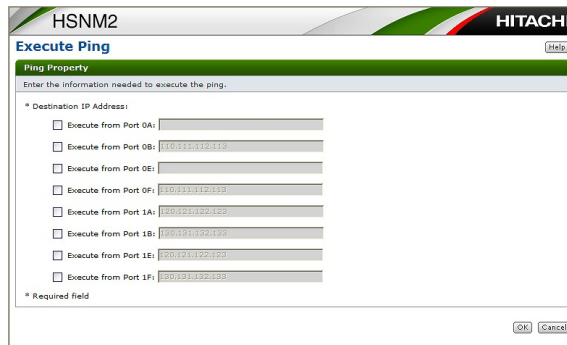 HSNM2
HITACHI
Execute Ping
Help
Ping Property
Enter the information needed to execute the ping.
* Destination IP Address:
Execute from Port 0A:
Execute from Port 0B: 110.111.112.113
Execute from Port 0E:
Execute from Port 0F: 110.111.112.113
Execute from Port 1A: 120.121.122.123
Execute from Port 1B: 130.131.132.133
Execute from Port 1E: 120.121.122.123
Execute from Port 1F: 130.131.132.133
* Required field
OK Cancel